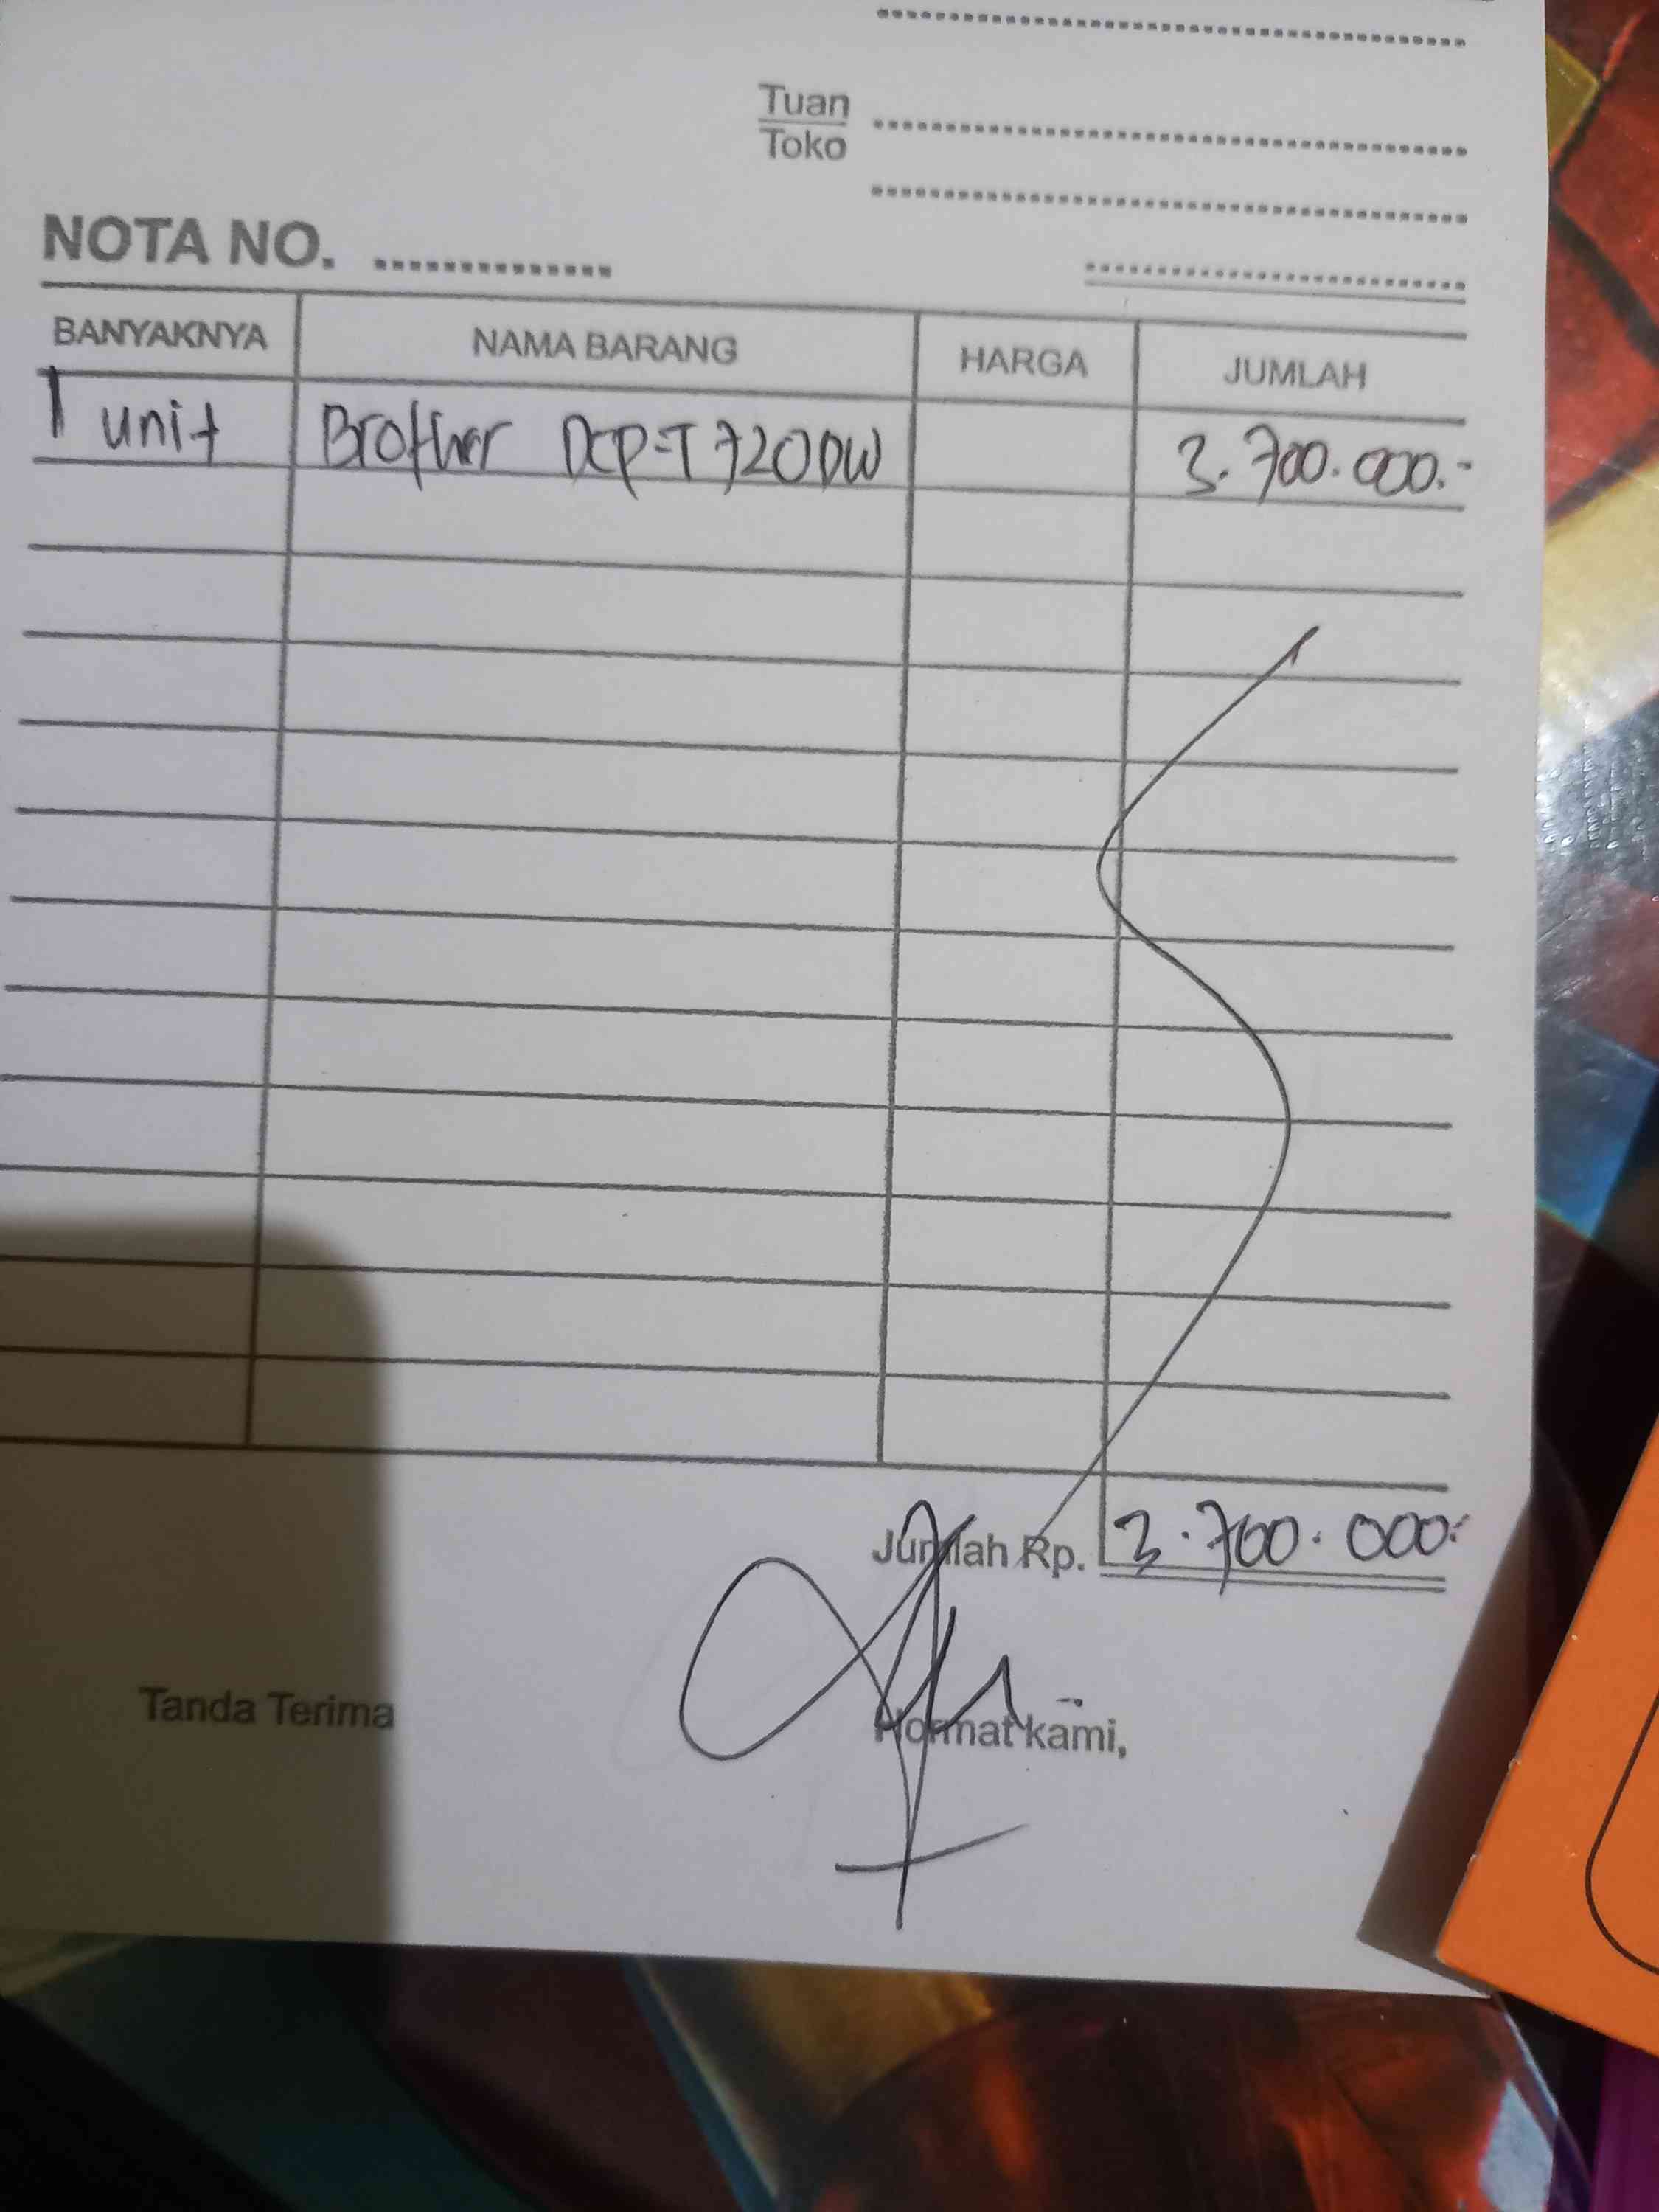 Tuan
Toko
NOTA NO. ...............
BANYAKNYA NAMA BARANG HARGA JUMLAH
1 unit Brother DCP-T720DW 3.700.000.-
Jumlah Rp. 3.700.000.-
Tanda Terima Hormat kami,